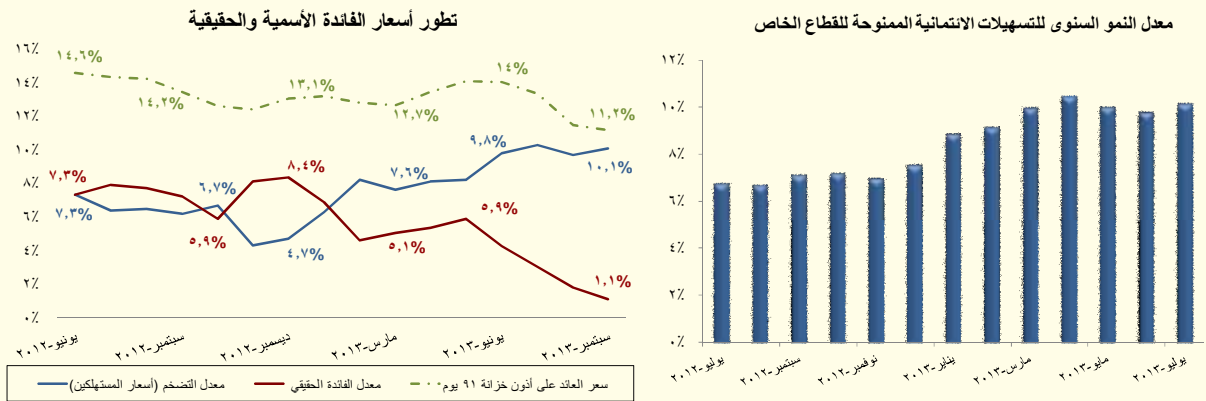 معدل النمو السنوى للتسهيلات الائتمانية الممنوحة للقطاع الخاص
١٢٪
١٠٪
٨٪
٦٪
٤٪
٢٪
٠٪
يوليو-٢٠١٢
سبتمبر-٢٠١٢
نوفمبر-٢٠١٢
يناير-٢٠١٣
مارس-٢٠١٣
مايو-٢٠١٣
يوليو-٢٠١٣
تطور أسعار الفائدة الأسمية والحقيقية
١٦٪
١٤٪
١٢٪
١٠٪
٨٪
٦٪
٤٪
٢٪
٠٪
١٤,٦%
١٤,٢%
١٣,١%
١٢,٧%
١٤%
١١,٢%
٧,٣%
٦,٧%
٤,٧%
٧,٦%
٩,٨%
١٠,١%
٧,٣%
٥,٩%
٨,٤%
٥,١%
٥,٩%
١,١%
يونيو-٢٠١٢
سبتمبر-٢٠١٢
ديسمبر-٢٠١٢
مارس-٢٠١٣
يونيو-٢٠١٣
سبتمبر-٢٠١٣
معدل التضخم (أسعار المستهلكين)
معدل الفائدة الحقيقي
سعر العائد على أذون خزانة ٩١ يوم